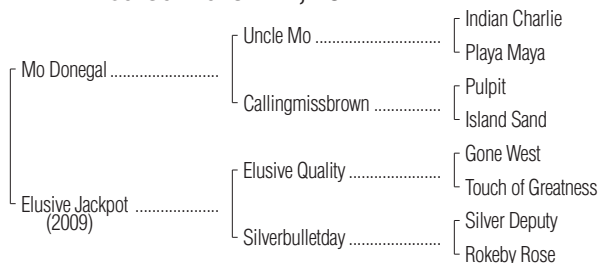 Indian Charlie
Uncle Mo
Playa Maya
Mo Donegal
Pulpit
Callingmissbrown
Island Sand
Gone West
Elusive Quality
Touch of Greatness
Elusive Jackpot
(2009)
Silver Deputy
Silverbulletday
Rokeby Rose